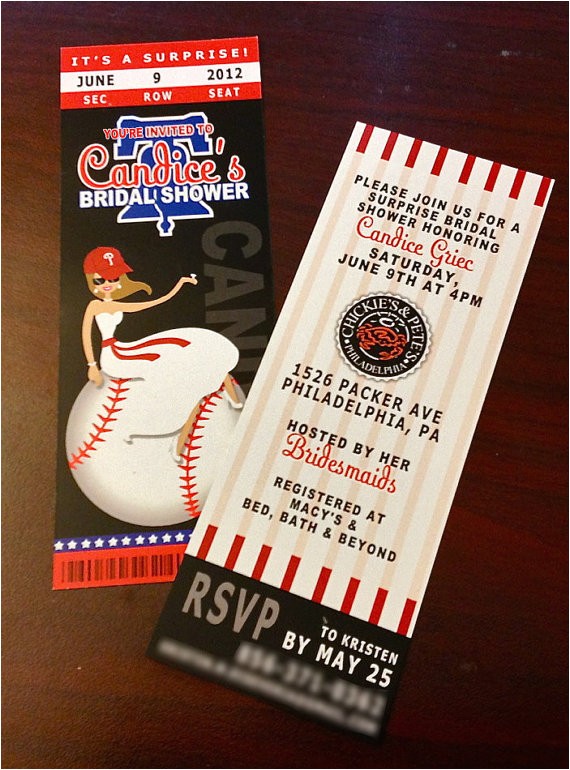 IT'S A SURPRISE!
JUNE 9 2012
SEC ROW SEAT
YOU'RE INVITED TO
Candice's
BRIDAL SHOWER
CAN
P
PLEASE JOIN US FOR A
SURPRISE BRIDAL
SHOWER HONORING
Candice Griec
SATURDAY,
JUNE 9TH AT 4PM
CHICKIE'S & PETE'S
PHILADELPHIA
1526 PACKER AVE
PHILADELPHIA, PA
HOSTED BY HER
Bridesmaids
REGISTERED AT
MACY'S &
BED, BATH & BEYOND
RSVP
TO KRISTEN
BY MAY 25